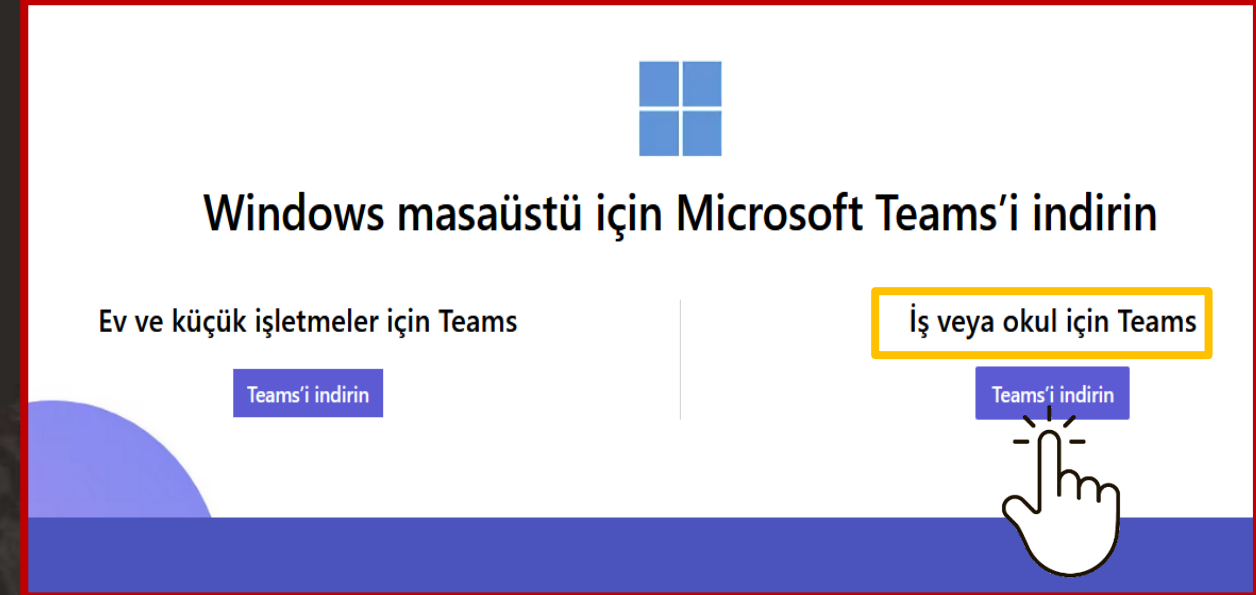 Windows masaüstü için Microsoft Teams’i indirin
Ev ve küçük işletmeler için Teams
Teams’i indirin
İş veya okul için Teams
Teams’i indirin